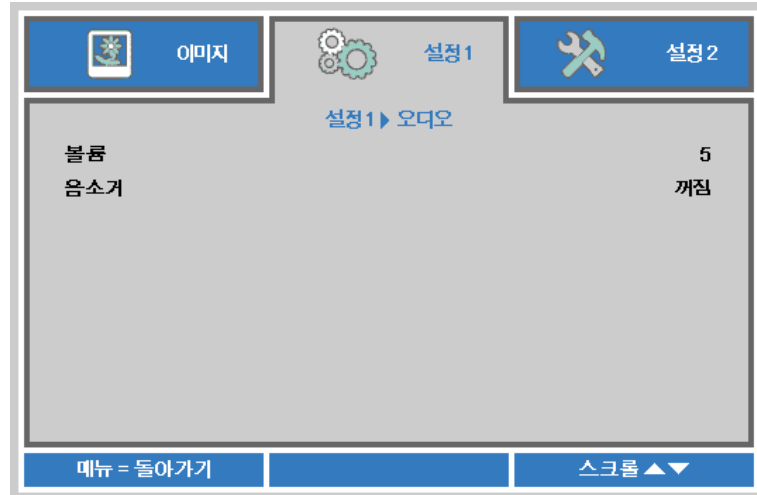 이미지
설정 1
설정 2
설정 1 ▶ 오디오
볼륨 5
음소거 꺼짐
메뉴 = 돌아가기
스크롤 ▲▼